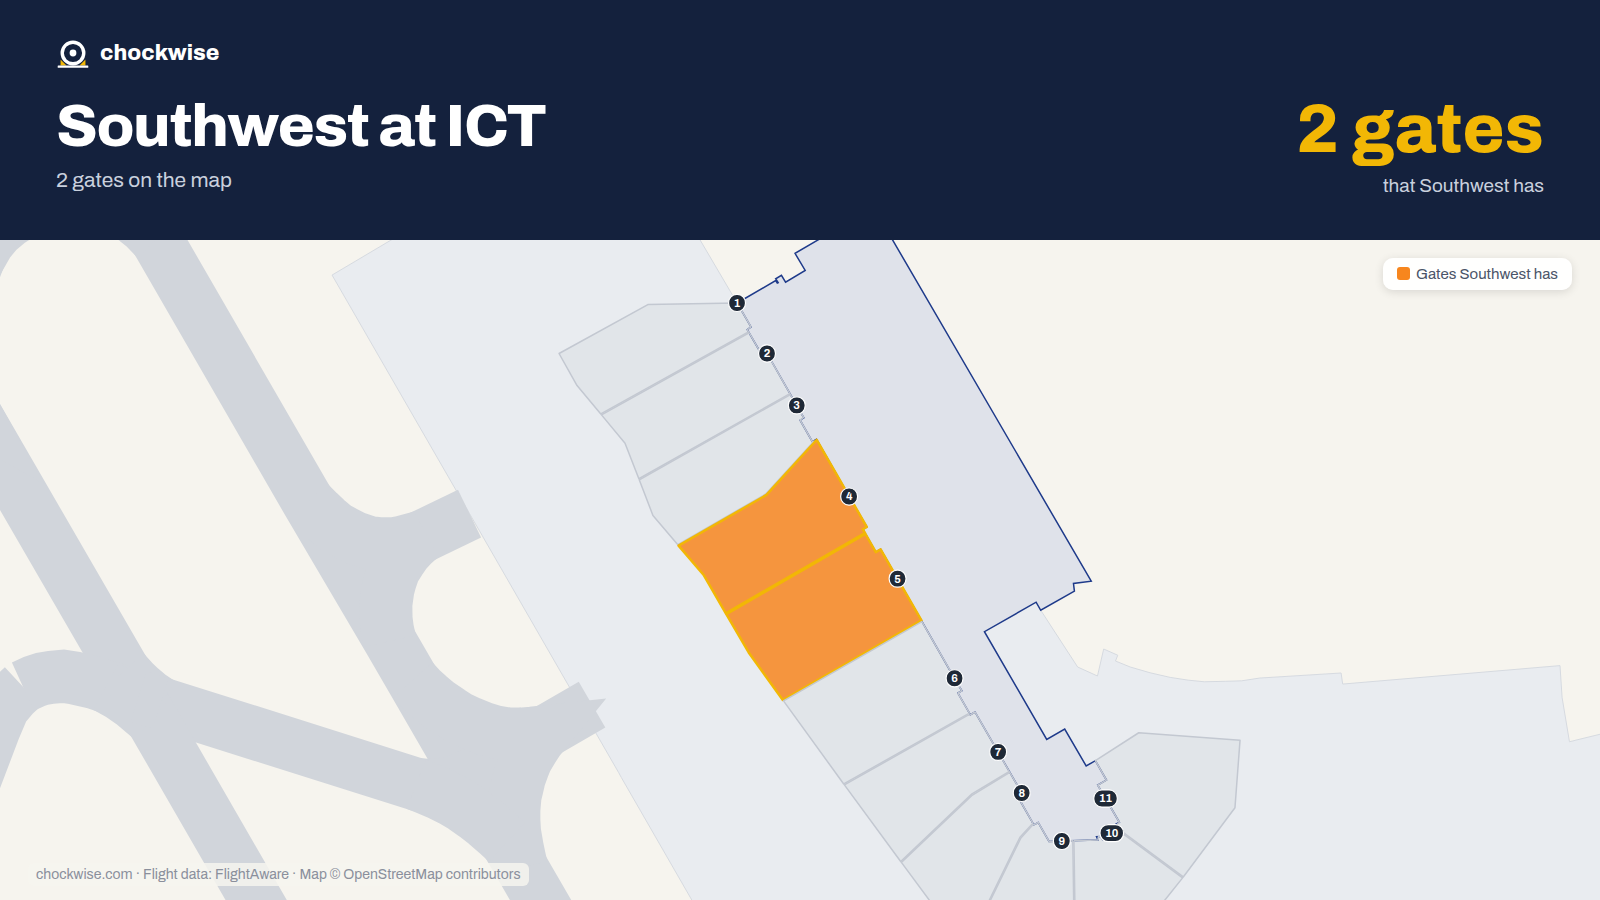 chockwise
Southwest at ICT
2 gates on the map
2 gates
that Southwest has
Gates Southwest has
1
2
3
4
5
6
7
8
11
10
9
chockwise.com · Flight data: FlightAware · Map © OpenStreetMap contributors